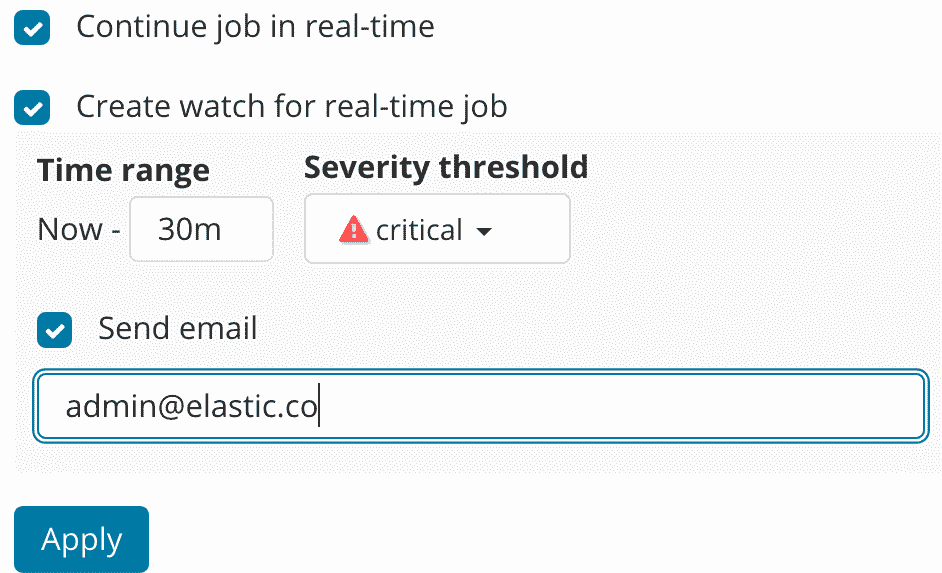 Continue job in real-time
Create watch for real-time job
Time range
Severity threshold
Now - 30m
critical
Send email
admin@elastic.co
Apply